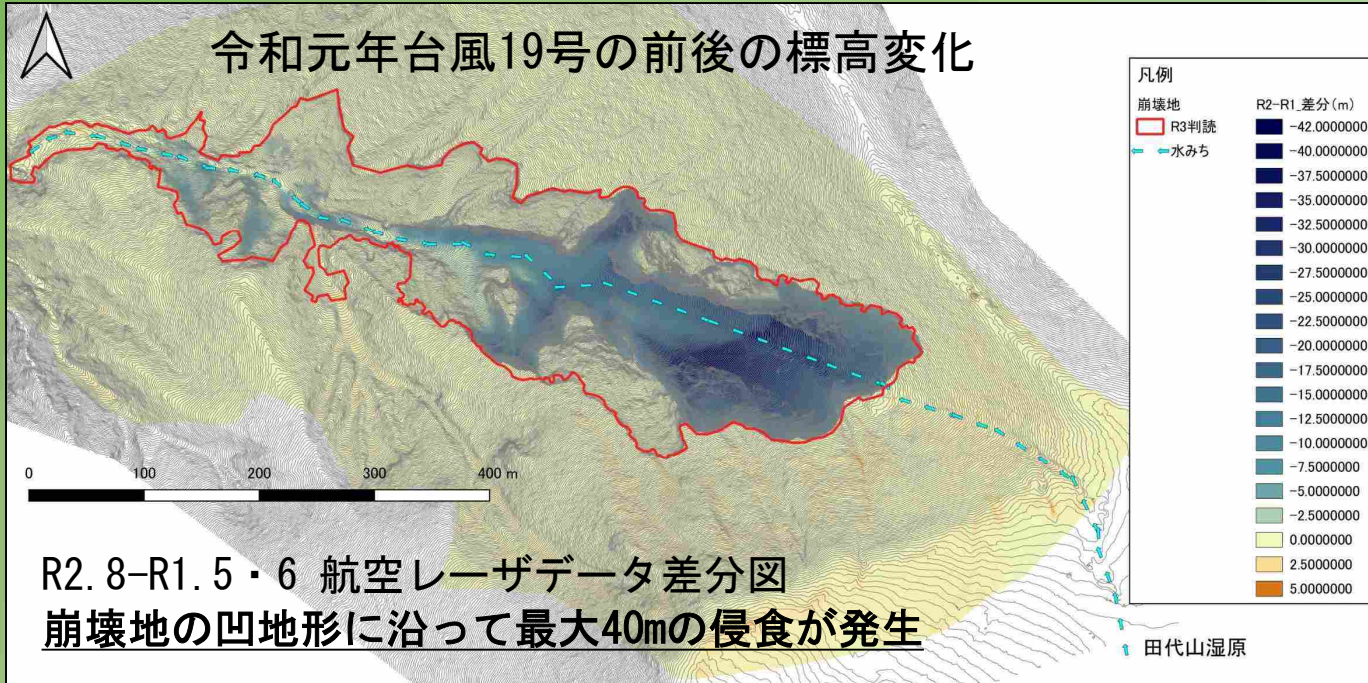 令和元年台風19号の前後の標高変化
凡例
崩壊地
R3判読
水みち
R2-R1_差分(m)
-42.0000000
-40.0000000
-37.5000000
-35.0000000
-32.5000000
-30.0000000
-27.5000000
-25.0000000
-22.5000000
-20.0000000
-17.5000000
-15.0000000
-12.5000000
-10.0000000
-7.5000000
-5.0000000
-2.5000000
0.0000000
2.5000000
5.0000000
0 100 200 300 400 m
R2.8-R1.5・6 航空レーザデータ差分図
崩壊地の凹地形に沿って最大40mの侵食が発生
田代山湿原